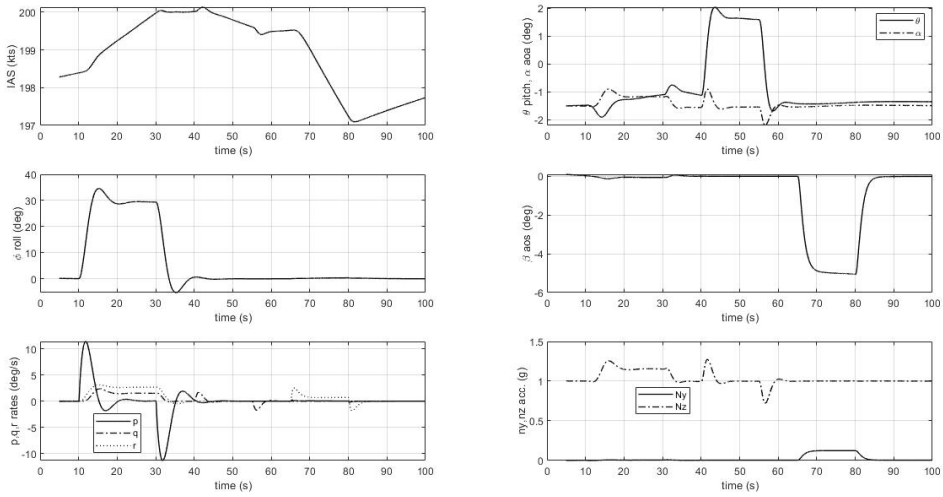 IAS (kts)
200
199
198
197
0 10 20 30 40 50 60 70 80 90 100
time (s)
θ pitch, α aoa (deg)
2
1
0
-1
-2
θ
α
0 10 20 30 40 50 60 70 80 90 100
time (s)
ϕ roll (deg)
40
30
20
10
0
0 10 20 30 40 50 60 70 80 90 100
time (s)
β aos (deg)
0
-2
-4
-6
0 10 20 30 40 50 60 70 80 90 100
time (s)
p,q,r rates (deg/s)
10
5
0
-5
-10
p
q
r
0 10 20 30 40 50 60 70 80 90 100
time (s)
ny,nz acc. (g)
1.5
1
0.5
0
Ny
Nz
0 10 20 30 40 50 60 70 80 90 100
time (s)